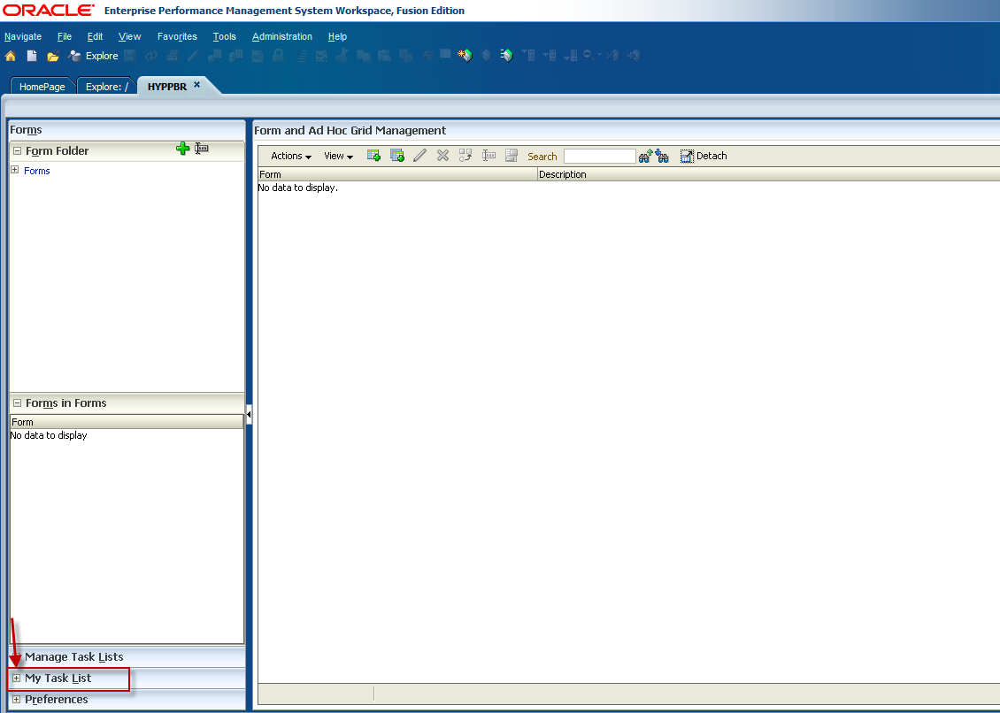 ORACLE Enterprise Performance Management System Workspace, Fusion Edition
Navigate File Edit View Favorites Tools Administration Help
Explore
HomePage Explore: / HYPPBR
Forms
Form and Ad Hoc Grid Management
Form Folder
Actions View Search Detach
Forms
Form Description
No data to display.
Forms in Forms
Form
No data to display
Manage Task Lists
My Task List
Preferences